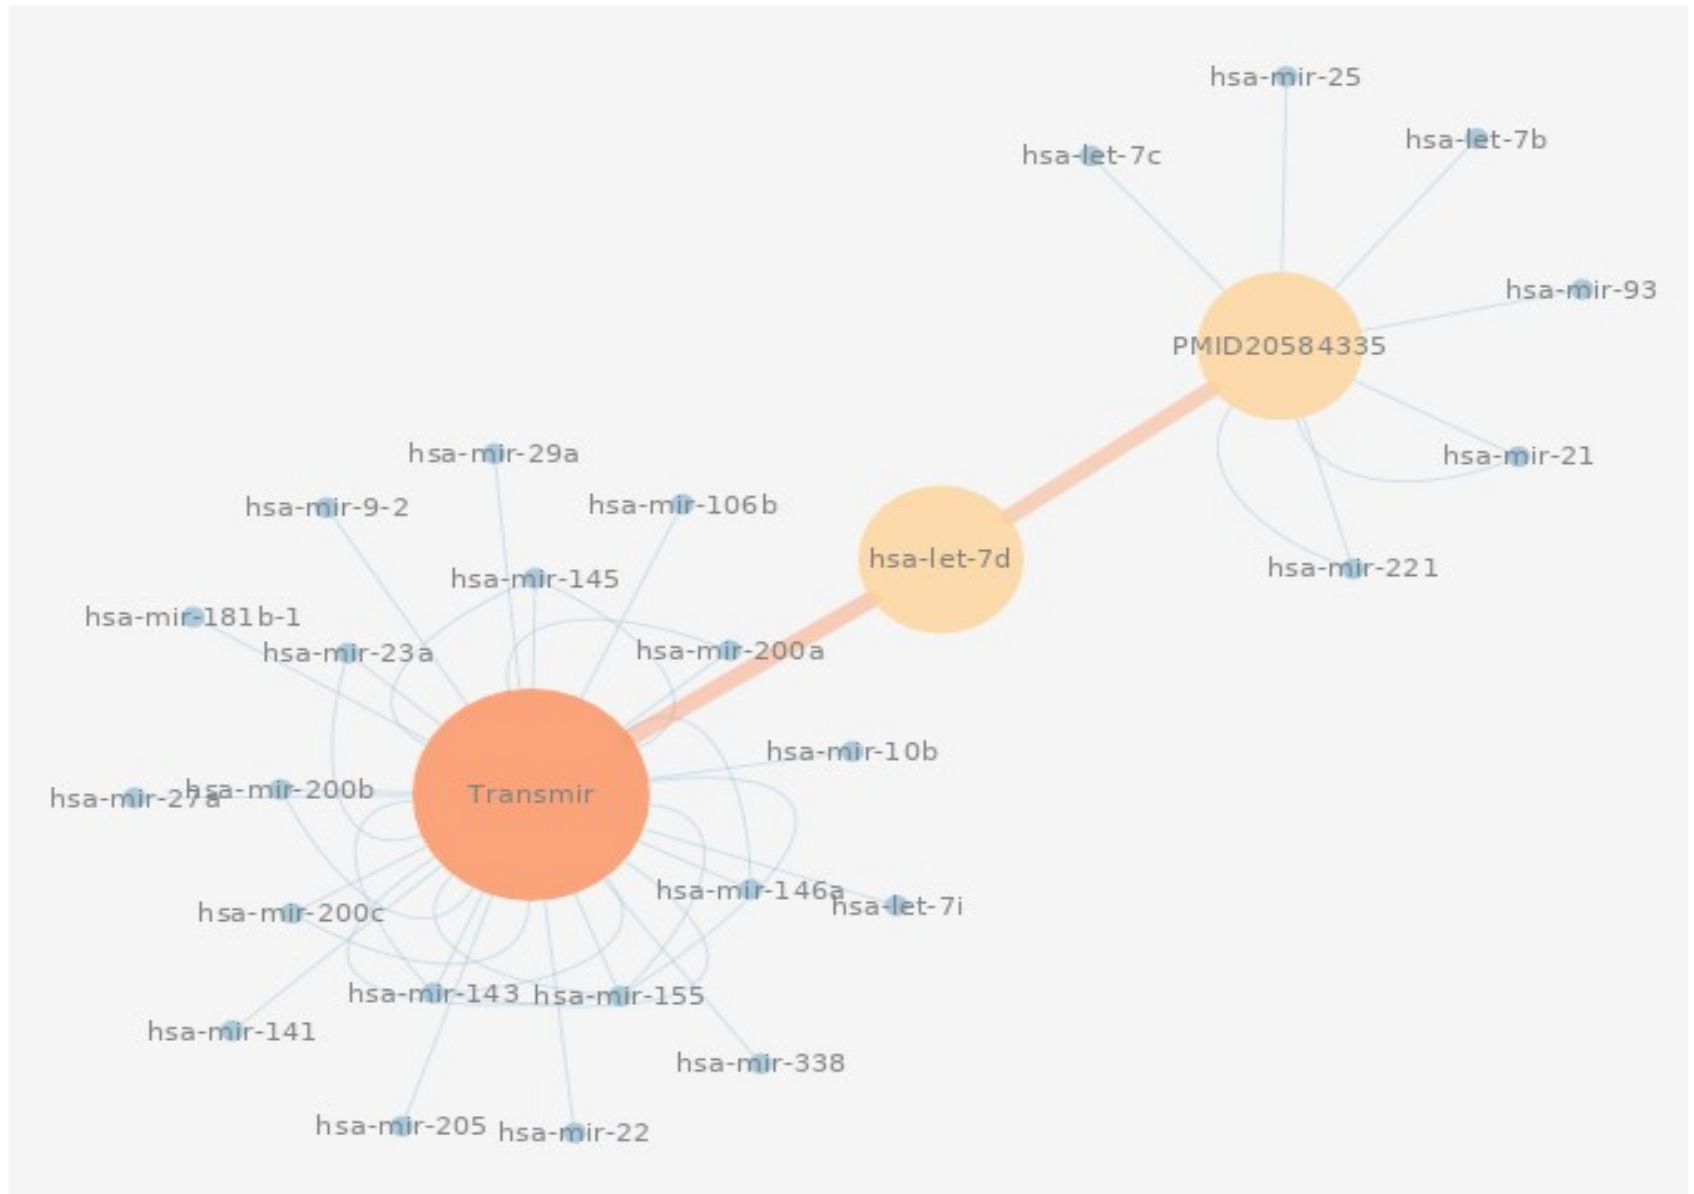 hsa-mir-25
hsa-let-7b
hsa-let-7c
hsa-mir-93
PMID20584335
hsa-mir-29a
hsa-mir-21
hsa-mir-9-2
hsa-mir-106b
hsa-let-7d
hsa-mir-221
hsa-mir-145
hsa-mir-181b-1
hsa-mir-23a
hsa-mir-200a
hsa-mir-10b
hsa-mir-27a
hsa-mir-200b
Transmir
hsa-mir-146a
hsa-let-7i
hsa-mir-200c
hsa-mir-143
hsa-mir-155
hsa-mir-141
hsa-mir-338
hsa-mir-205
hsa-mir-22